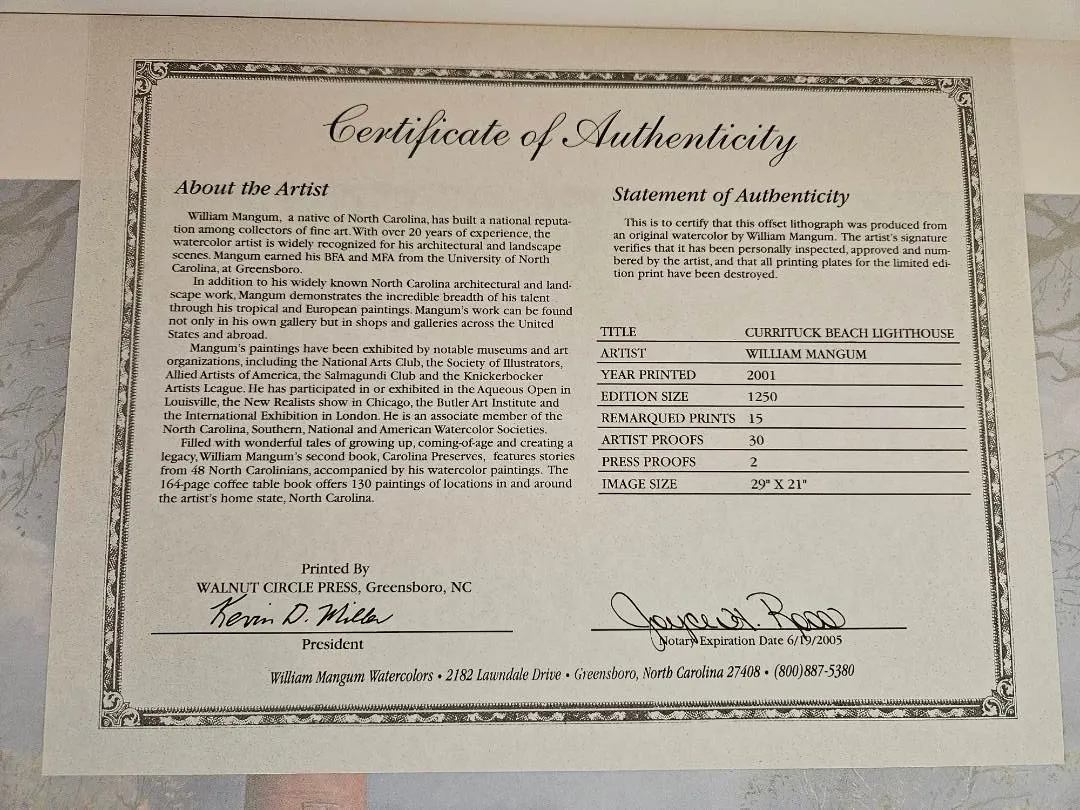 Certificate of Authenticity
About the Artist
William Mangum, a native of North Carolina, has built a national reputa-
tion among collectors of fine art. With over 20 years of experience, the
watercolor artist is widely recognized for his architectural and landscape
scenes. Mangum earned his BFA and MFA from the University of North
Carolina, at Greensboro.
In addition to his widely known North Carolina architectural and land-
scape work, Mangum demonstrates the incredible breadth of his talent
through his tropical and European paintings. Mangum's work can be found
not only in his own gallery but in shops and galleries across the United
States and abroad.
Mangum's paintings have been exhibited by notable museums and art
organizations, including the National Arts Club, the Society of Illustrators,
Allied Artists of America, the Salmagundi Club and the Knickerbocker
Artists League. He has participated in or exhibited in the Aqueous Open in
Louisville, the New Realists show in Chicago, the Butler Art Institute and
the International Exhibition in London. He is an associate member of the
North Carolina, Southern, National and American Watercolor Societies.
Filled with wonderful tales of growing up, coming-of-age and creating a
legacy, William Mangum's second book, Carolina Preserves, features stories
from 48 North Carolinians, accompanied by his watercolor paintings. The
164-page coffee table book offers 130 paintings of locations in and around
the artist's home state, North Carolina.
Statement of Authenticity
This is to certify that this offset lithograph was produced from
an original watercolor by William Mangum. The artist's signature
verifies that it has been personally inspected, approved and num-
bered by the artist, and that all printing plates for the limited edi-
tion print have been destroyed.
TITLE CURRITUCK BEACH LIGHTHOUSE
ARTIST WILLIAM MANGUM
YEAR PRINTED 2001
EDITION SIZE 1250
REMARQUED PRINTS 15
ARTIST PROOFS 30
PRESS PROOFS 2
IMAGE SIZE 29" X 21"
Printed By
WALNUT CIRCLE PRESS, Greensboro, NC
Kevin D. Miller
President
Joyce H. Ross
Notary Expiration Date 6/19/2005
William Mangum Watercolors • 2182 Lawndale Drive • Greensboro, North Carolina 27408 • (800)887-5380